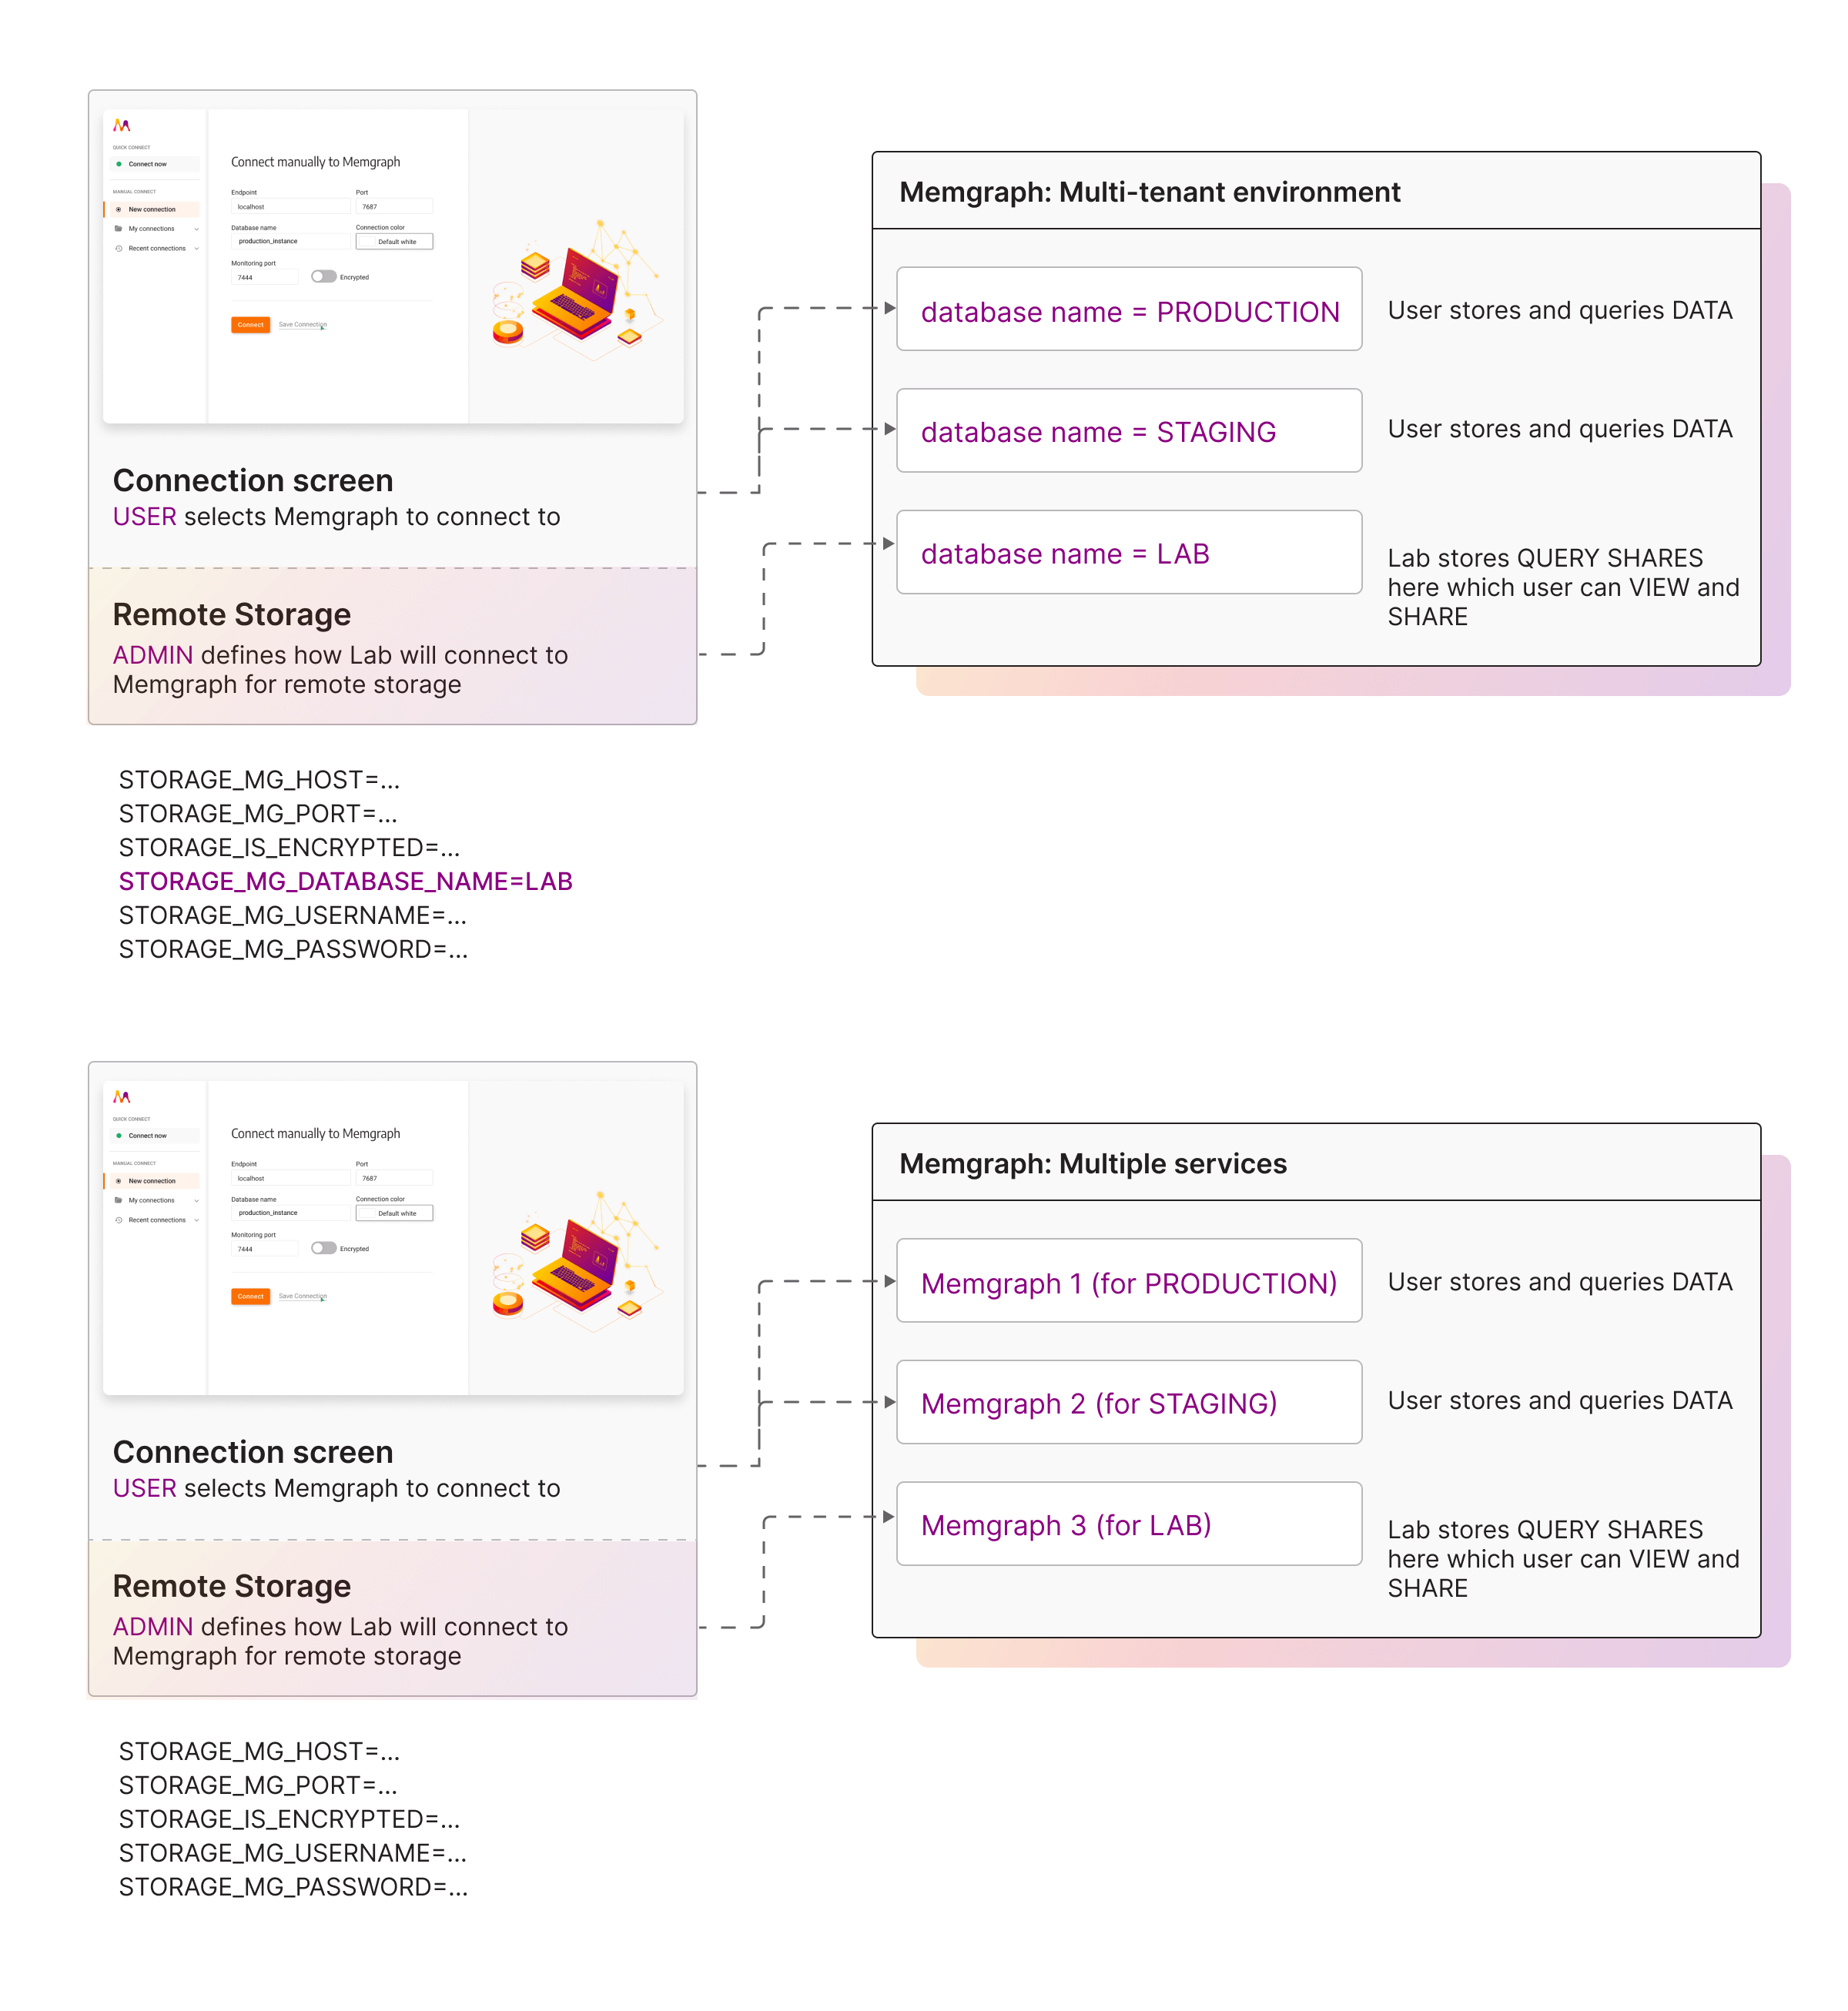 QUICK CONNECT
Connect now
MANUAL CONNECT
New connection
My connections
Recent connections
Connect manually to Memgraph
Endpoint
Port
localhost
7687
Database name
Connection color
production_instance
Default white
Monitoring port
7444
Encrypted
Connect
Save Connection
Connection screen
USER selects Memgraph to connect to
Remote Storage
ADMIN defines how Lab will connect to
Memgraph for remote storage
STORAGE_MG_HOST=...
STORAGE_MG_PORT=...
STORAGE_IS_ENCRYPTED=...
STORAGE_MG_DATABASE_NAME=LAB
STORAGE_MG_USERNAME=...
STORAGE_MG_PASSWORD=...
Memgraph: Multi-tenant environment
database name = PRODUCTION
User stores and queries DATA
database name = STAGING
User stores and queries DATA
database name = LAB
Lab stores QUERY SHARES
here which user can VIEW and
SHARE
QUICK CONNECT
Connect now
MANUAL CONNECT
New connection
My connections
Recent connections
Connect manually to Memgraph
Endpoint
Port
localhost
7687
Database name
Connection color
production_instance
Default white
Monitoring port
7444
Encrypted
Connect
Save Connection
Connection screen
USER selects Memgraph to connect to
Remote Storage
ADMIN defines how Lab will connect to
Memgraph for remote storage
STORAGE_MG_HOST=...
STORAGE_MG_PORT=...
STORAGE_IS_ENCRYPTED=...
STORAGE_MG_USERNAME=...
STORAGE_MG_PASSWORD=...
Memgraph: Multiple services
Memgraph 1 (for PRODUCTION)
User stores and queries DATA
Memgraph 2 (for STAGING)
User stores and queries DATA
Memgraph 3 (for LAB)
Lab stores QUERY SHARES
here which user can VIEW and
SHARE